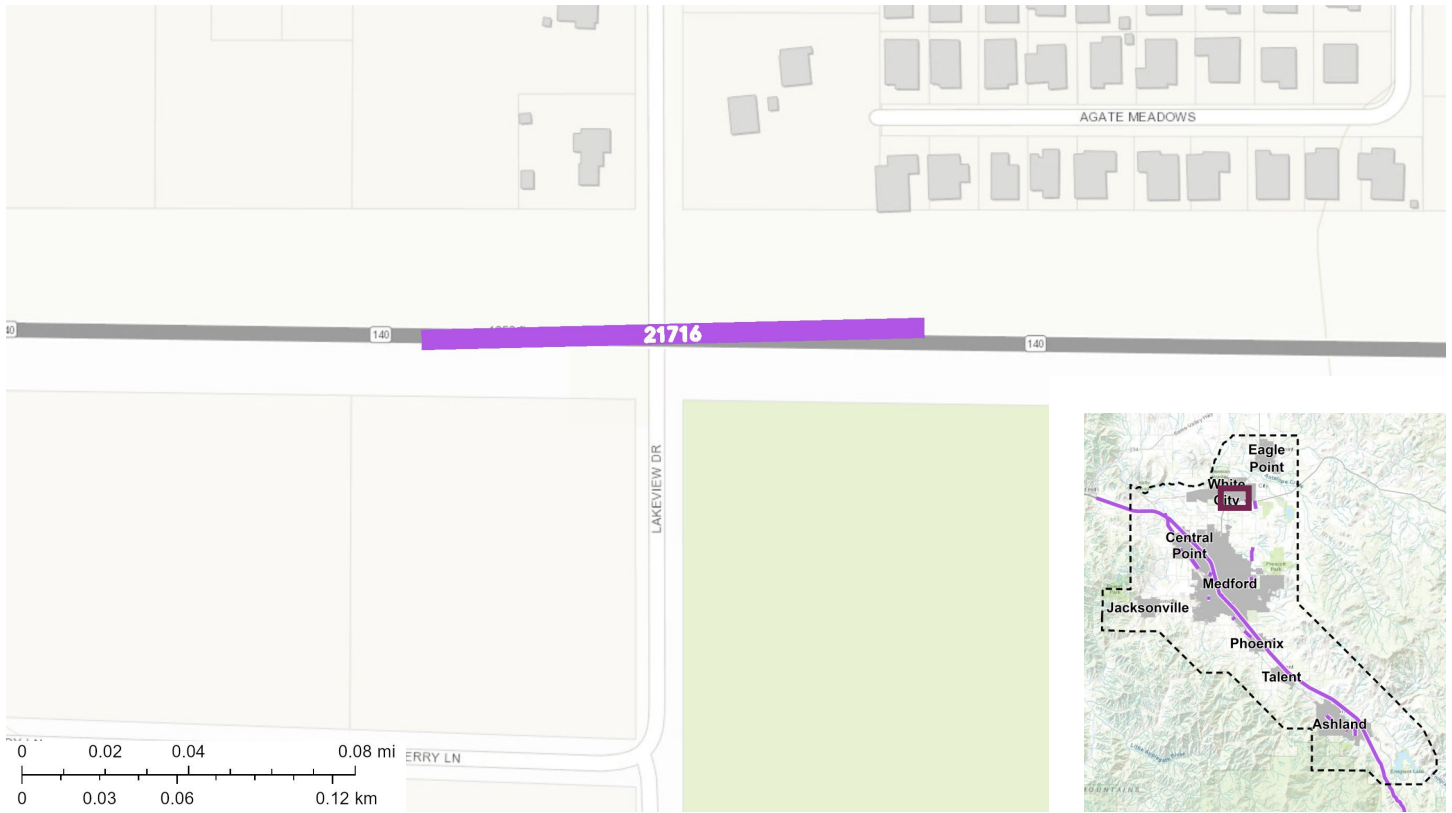 AGATE MEADOWS
140
21716
140
LAKEVIEW DR
ERRY LN
0 0.02 0.04 0.08 mi
0 0.03 0.06 0.12 km
Eagle
Point
White
City
Central
Point
Medford
Jacksonville
Phoenix
Talent
Ashland